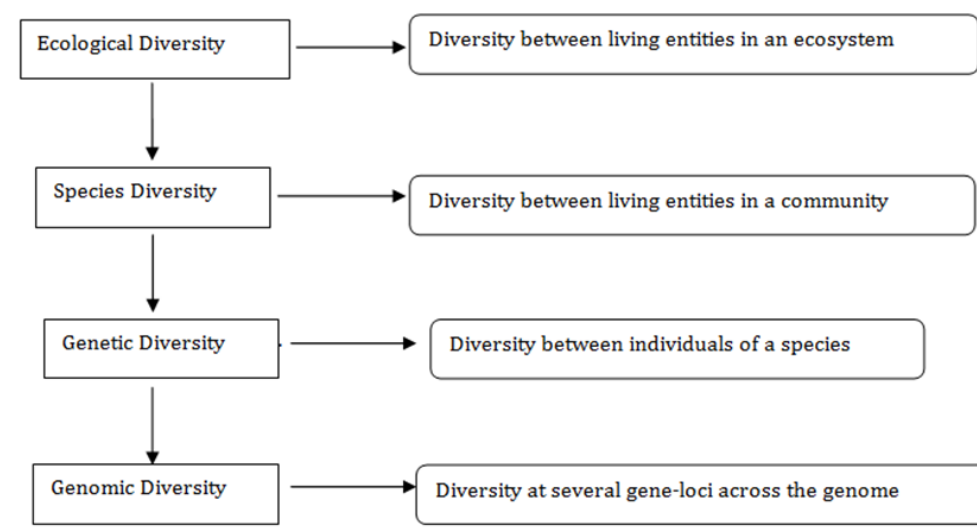 Ecological Diversity
Diversity between living entities in an ecosystem
Species Diversity
Diversity between living entities in a community
Genetic Diversity
Diversity between individuals of a species
Genomic Diversity
Diversity at several gene-loci across the genome